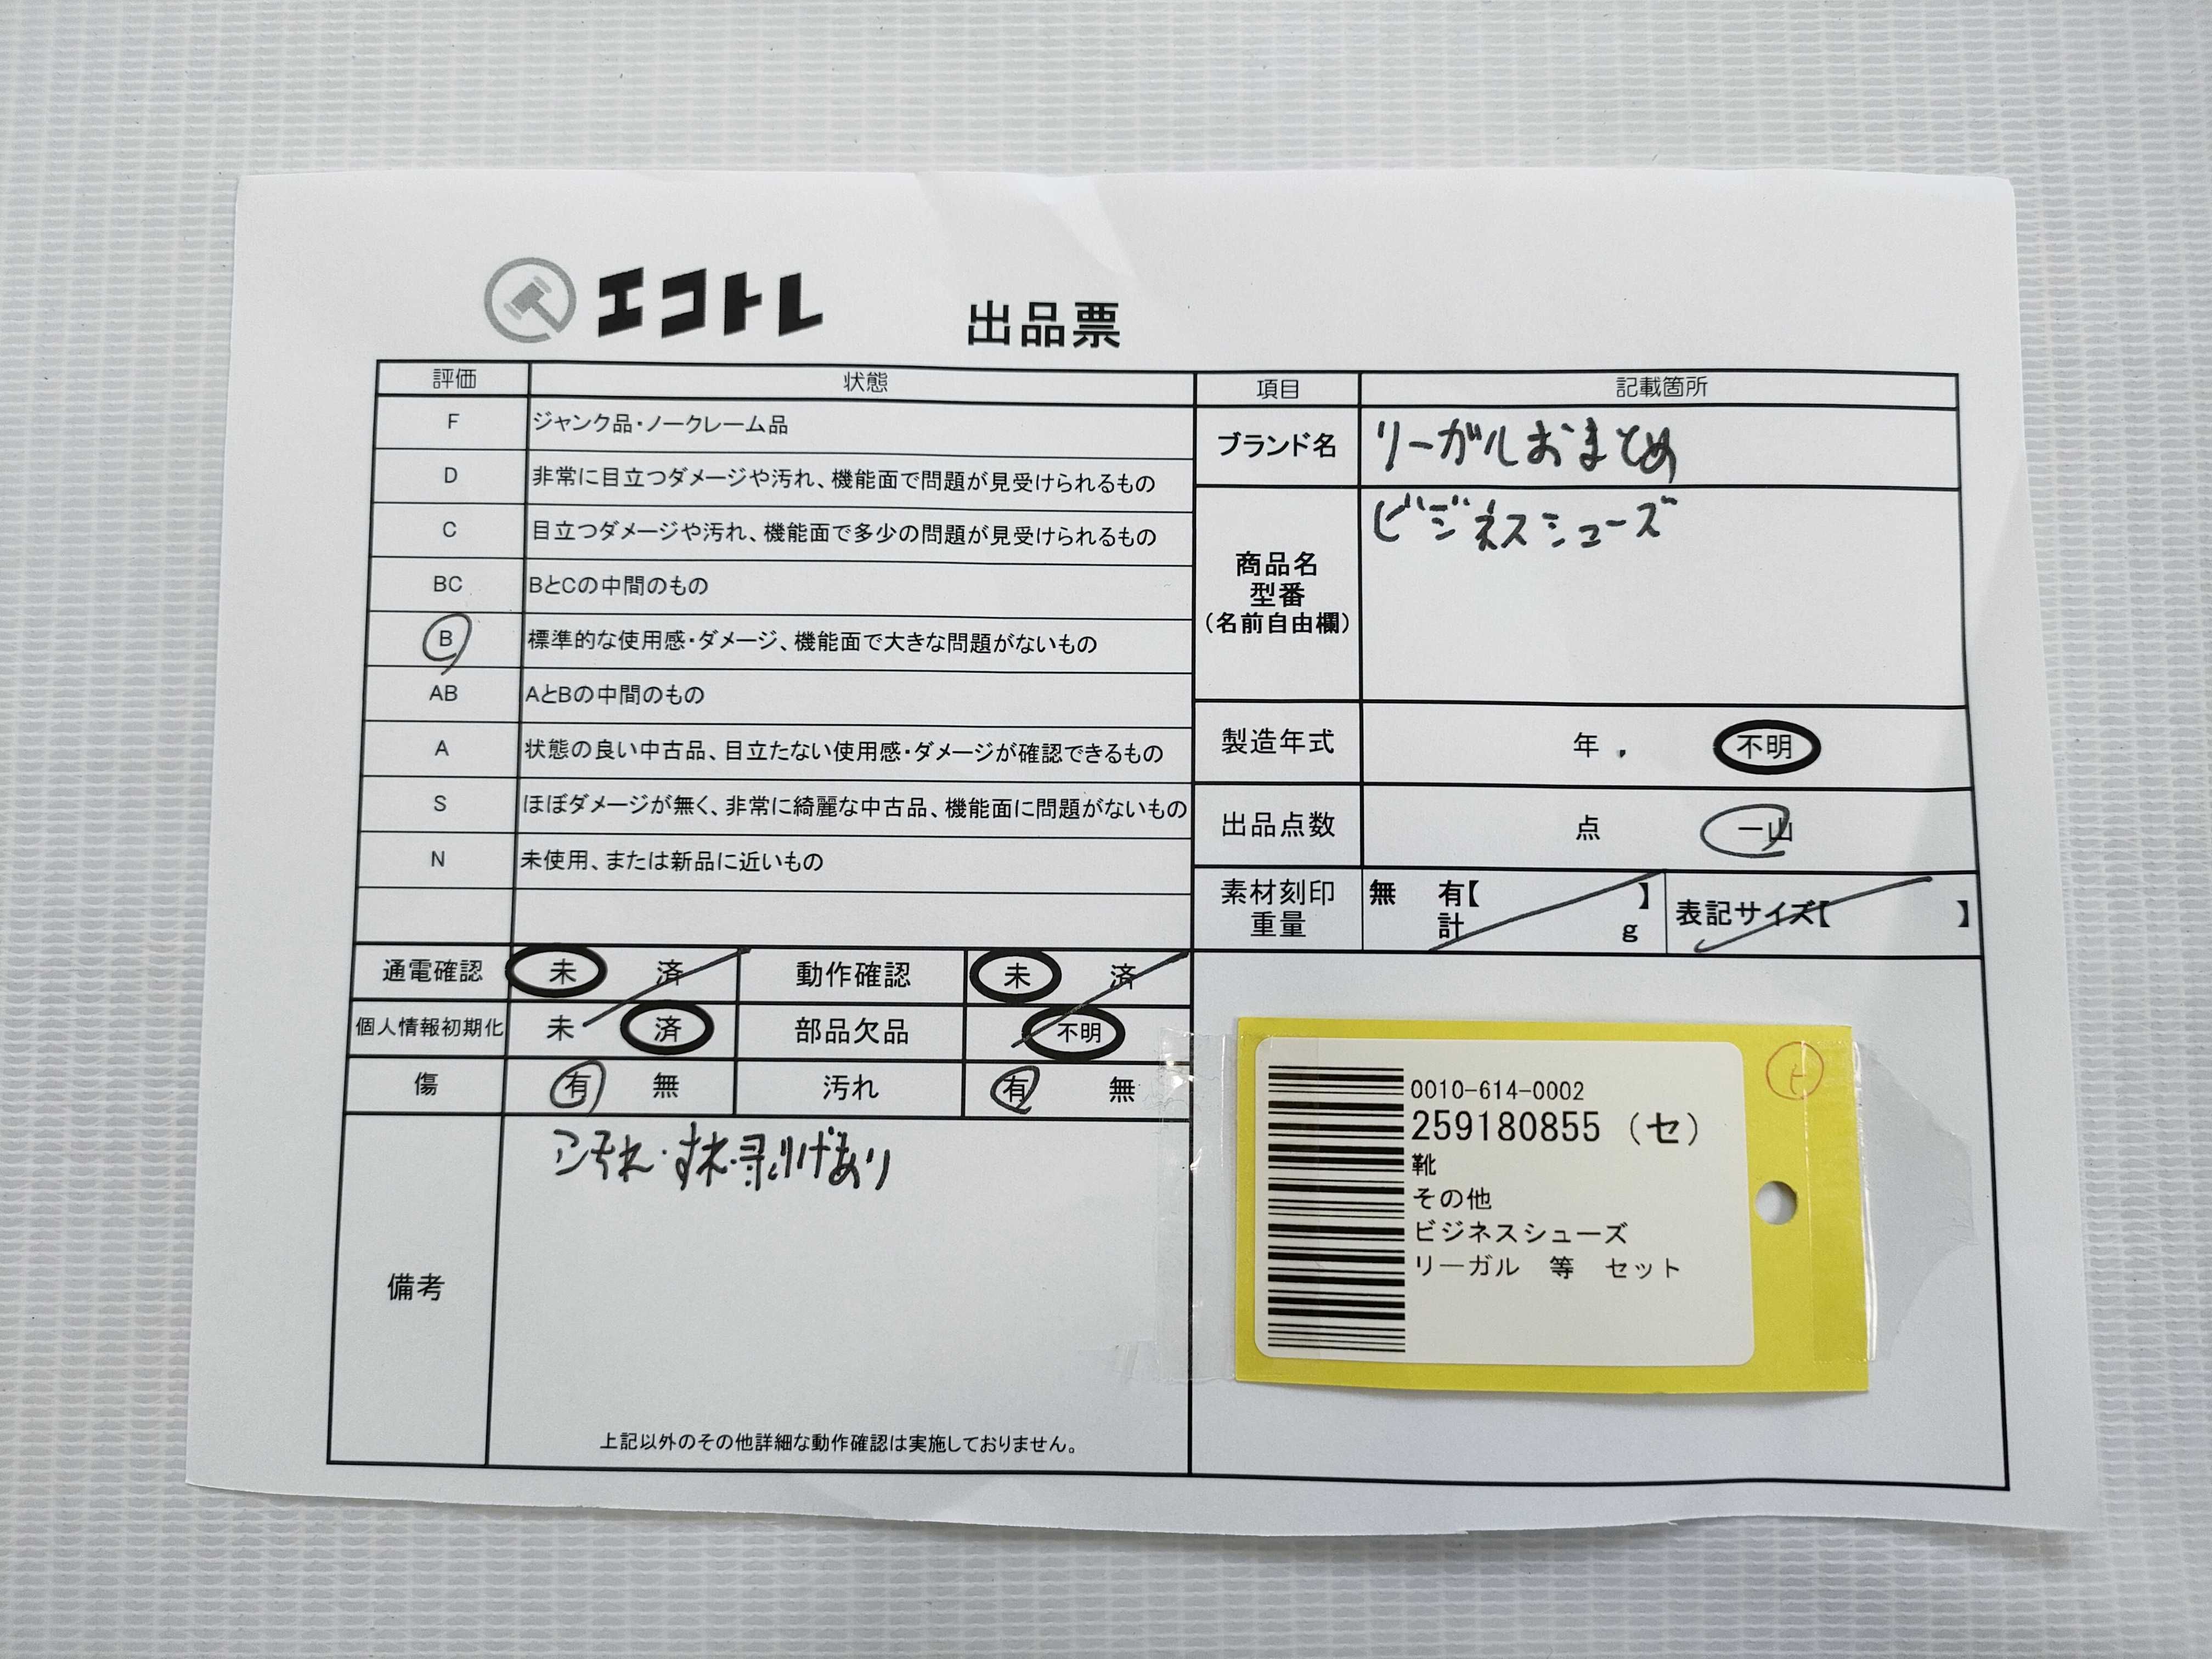 エコトレ 出品票
評価 状態
F ジャンク品・ノークレーム品
D 非常に目立つダメージや汚れ、機能面で問題が見受けられるもの
C 目立つダメージや汚れ、機能面で多少の問題が見受けられるもの
BC BとCの中間のもの
B 標準的な使用感・ダメージ、機能面で大きな問題がないもの
AB AとBの中間のもの
A 状態の良い中古品、目立たない使用感・ダメージが確認できるもの
S ほぼダメージが無く、非常に綺麗な中古品、機能面に問題がないもの
N 未使用、または新品に近いもの
通電確認 未 済 動作確認 未 済
個人情報初期化 未 済 部品欠品 不明
傷 有 無 汚れ 有 無
備考
汚れ・すれ・剥げあり
上記以外のその他詳細な動作確認は実施しておりません。
項目 記載箇所
ブランド名 リーガルおまとめ
商品名
型番
(名前自由欄)
ビジネスシューズ
製造年式 年 不明
出品点数 点 一山
素材刻印 無 有【 】
重量 計 g
表記サイズ【 】
0010-614-0002
259180855 (セ)
靴
その他
ビジネスシューズ
リーガル 等 セット